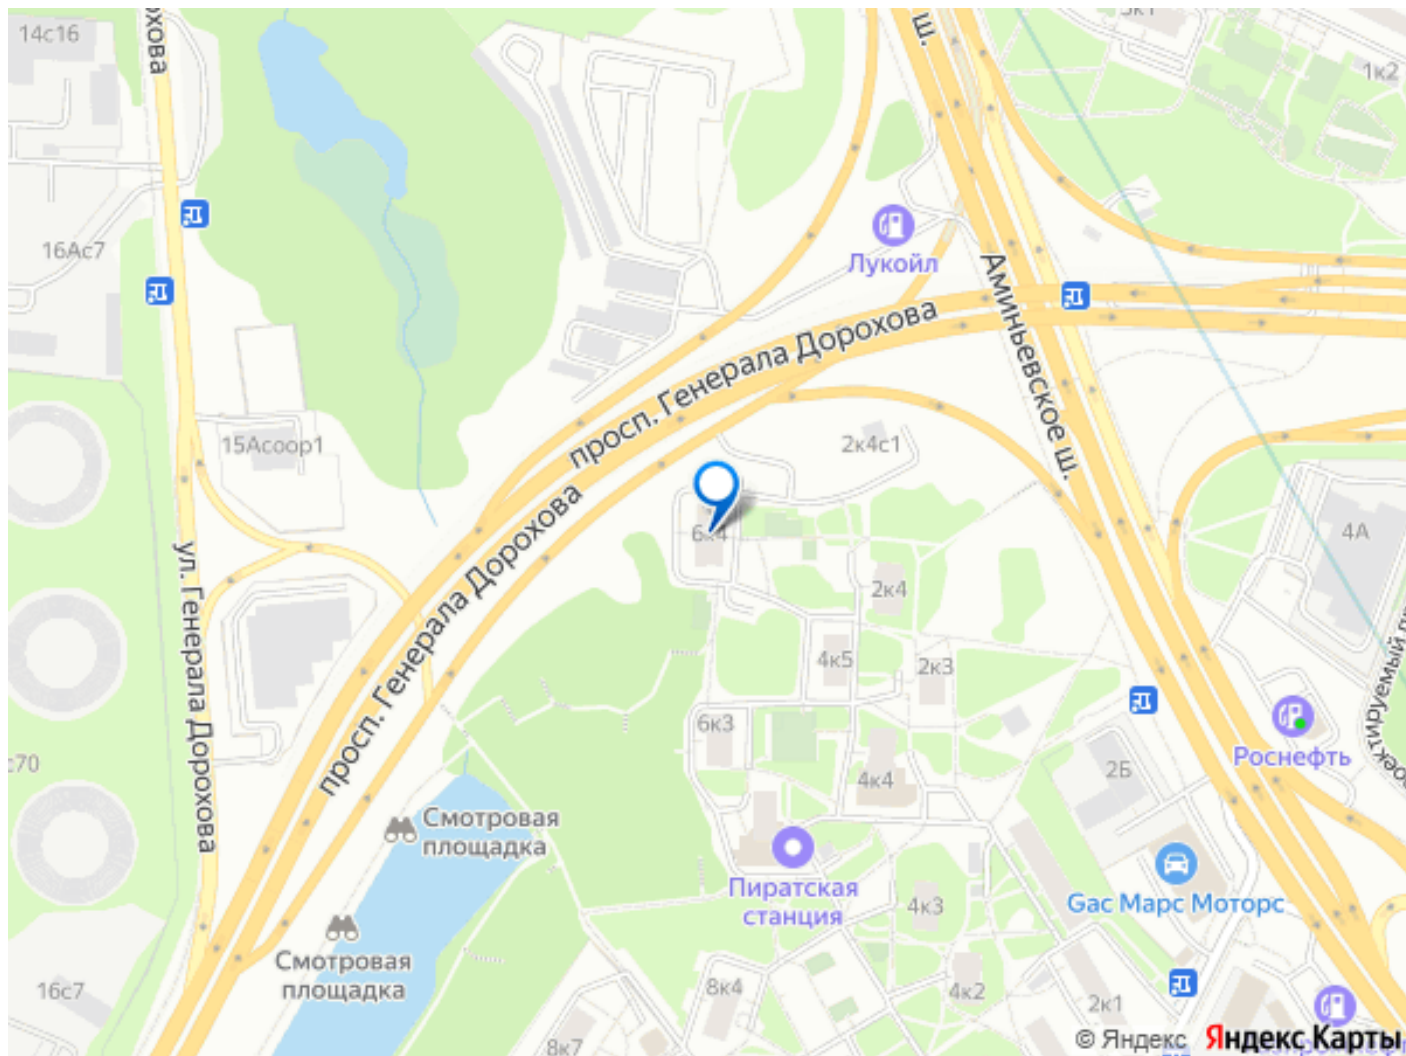 14с16
рохова
ш.
1к2
16Ас7
Лукойл
Аминьевское ш.
просп. Генерала Дорохова
15Асоор1
2к4с1
4А
6к4
просп. Генерала Дорохова
ул. Генерала Дорохова
2к4
4к5
2к3
6к3
с70
4к4
2Б
Роснефть
Смотровая
площадка
Пиратская
станция
Gac Марс Моторс
4к3
Смотровая
площадка
16с7
8к4
4к2
2к1
8к7
© Яндекс Яндекс Карты